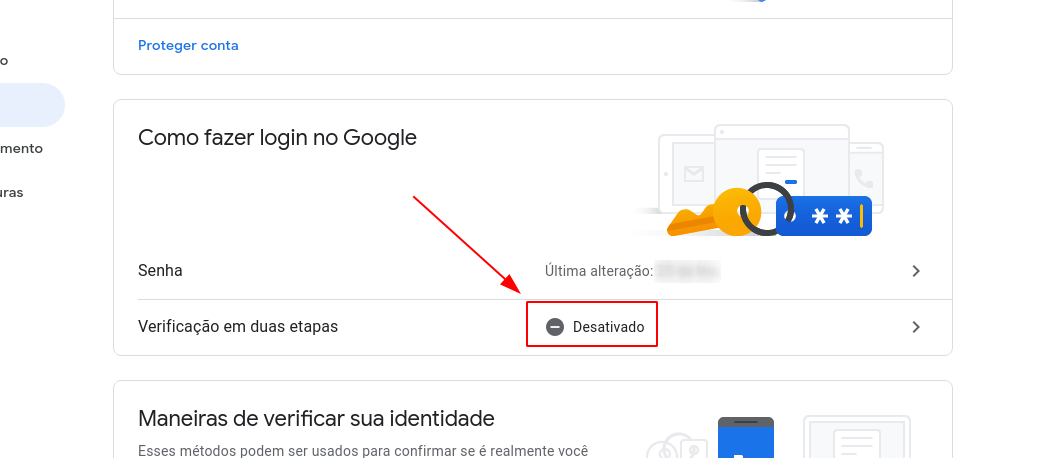 Proteger conta
o
mento
uras
Como fazer login no Google
**
Senha
Última alteração:
Verificação em duas etapas
Desativado
Maneiras de verificar sua identidade
Esses métodos podem ser usados para confirmar se é realmente você